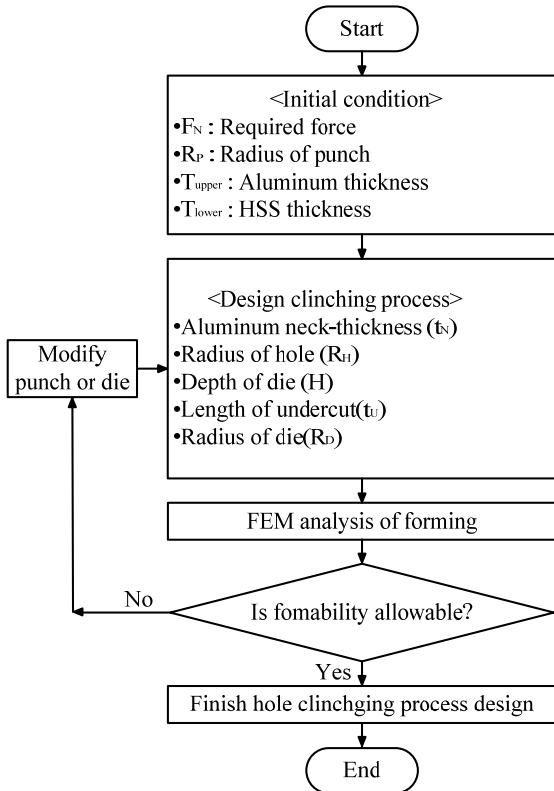 Start
<Initial condition>
•FN : Required force
•RP : Radius of punch
•Tupper : Aluminum thickness
•Tlower : HSS thickness
<Design clinching process>
•Aluminum neck-thickness (tN)
•Radius of hole (RH)
•Depth of die (H)
•Length of undercut(tU)
•Radius of die(RD)
Modify
punch or die
FEM analysis of forming
Is fomability allowable?
No
Yes
Finish hole clinchging process design
End